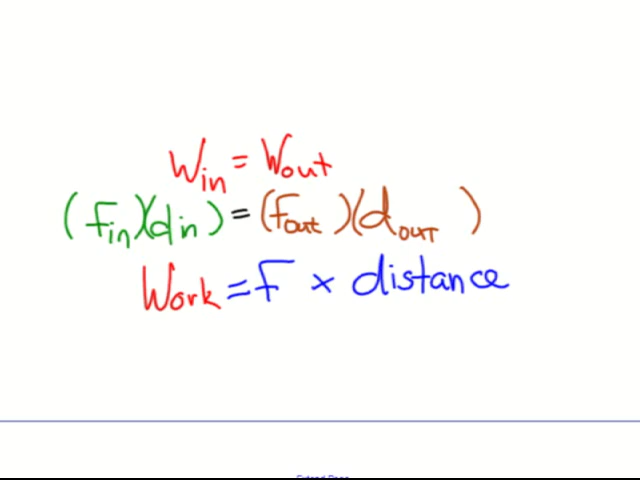 Win = Wout
(fin)(din) = (fout)(dout)
Work = F × distance